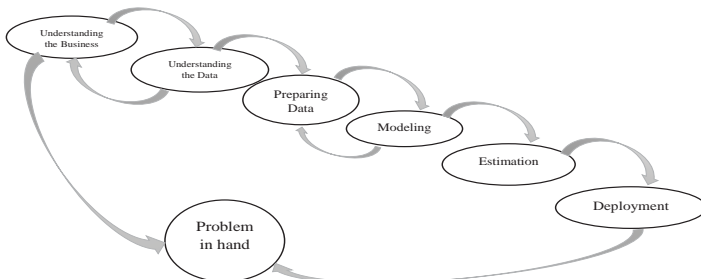 Understanding
the Business
Understanding
the Data
Preparing
Data
Modeling
Estimation
Deployment
Problem
in hand